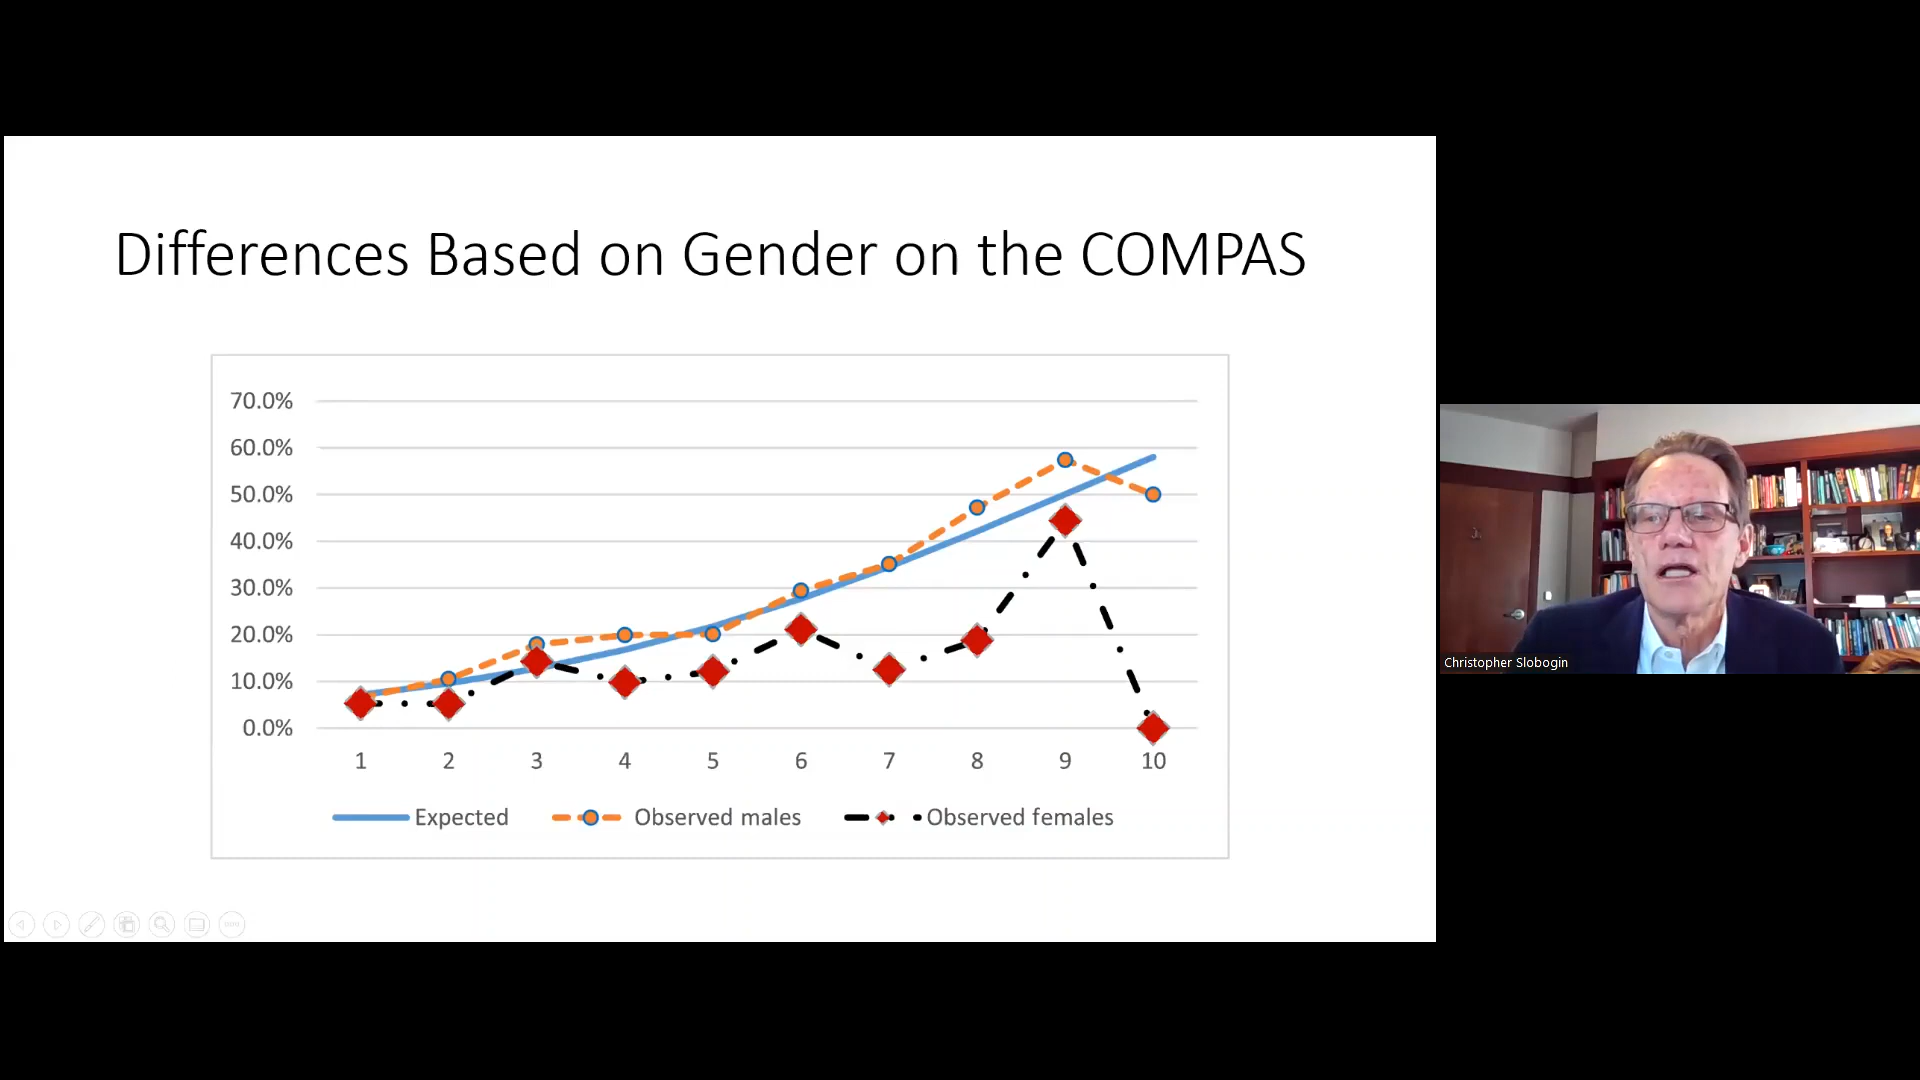 Differences Based on Gender on the COMPAS
70.0%
60.0%
50.0%
40.0%
30.0%
20.0%
10.0%
0.0%
1 2 3 4 5 6 7 8 9 10
Expected Observed males Observed females
Christopher Slobogin